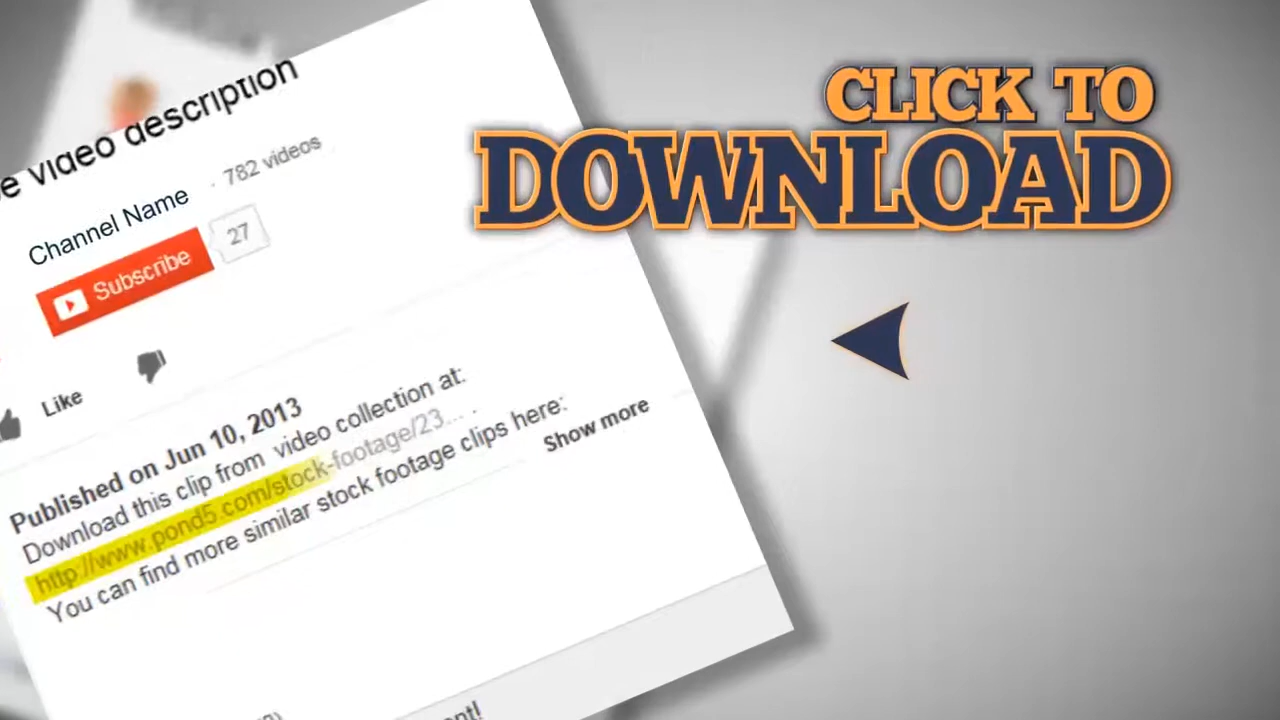 CLICK TO
DOWNLOAD
e video description
Channel Name · 782 videos
Subscribe 27
Like
Published on Jun 10, 2013
Download this clip from video collection at:
http://www.pond5.com/stock-footage/23... .
You can find more similar stock footage clips here:
Show more